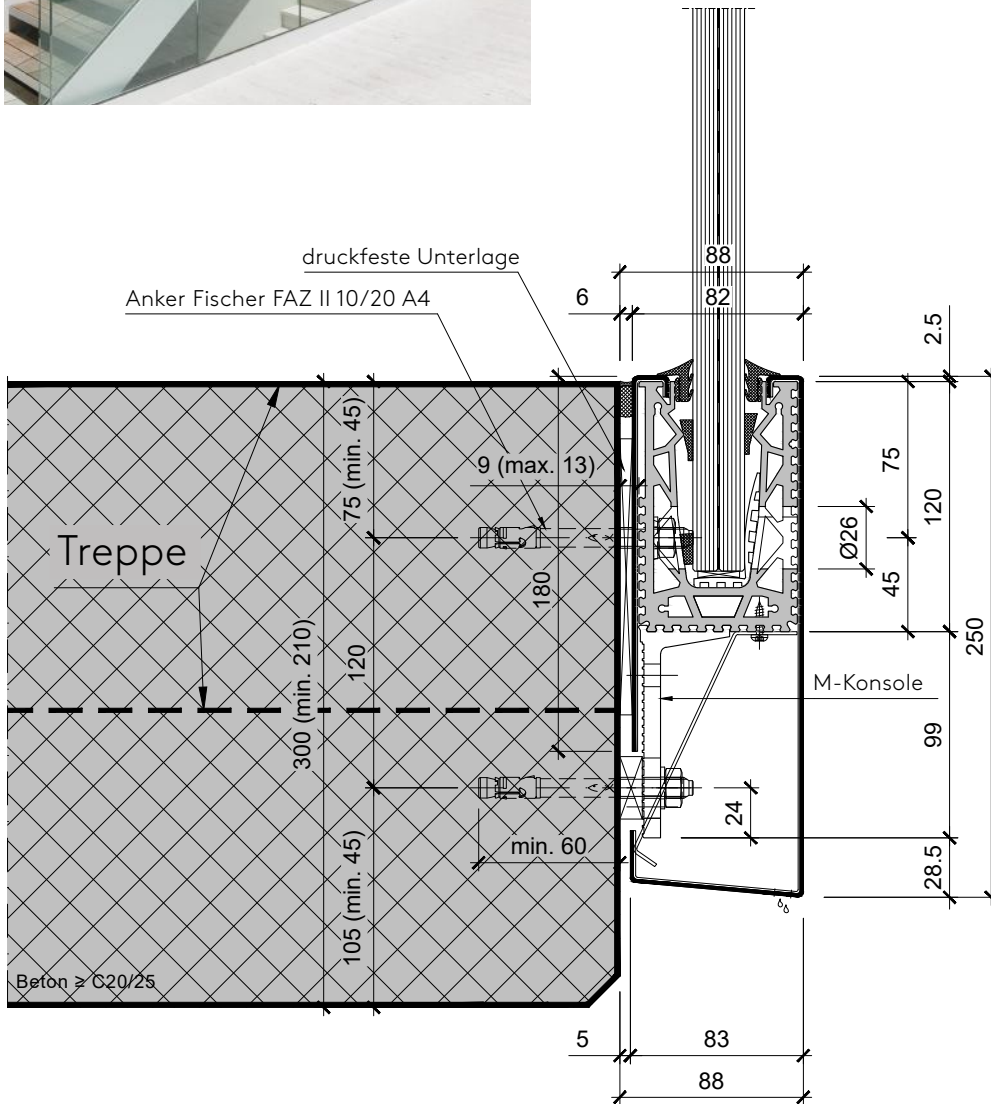 druckfeste Unterlage
Anker Fischer FAZ II 10/20 A4
88
6
82
2.5
75 (min. 45)
9 (max. 13)
75
120
Ø26
Treppe
180
45
250
300 (min. 210)
120
M-Konsole
99
24
min. 60
105 (min. 45)
28.5
Beton ≥ C20/25
5
83
88